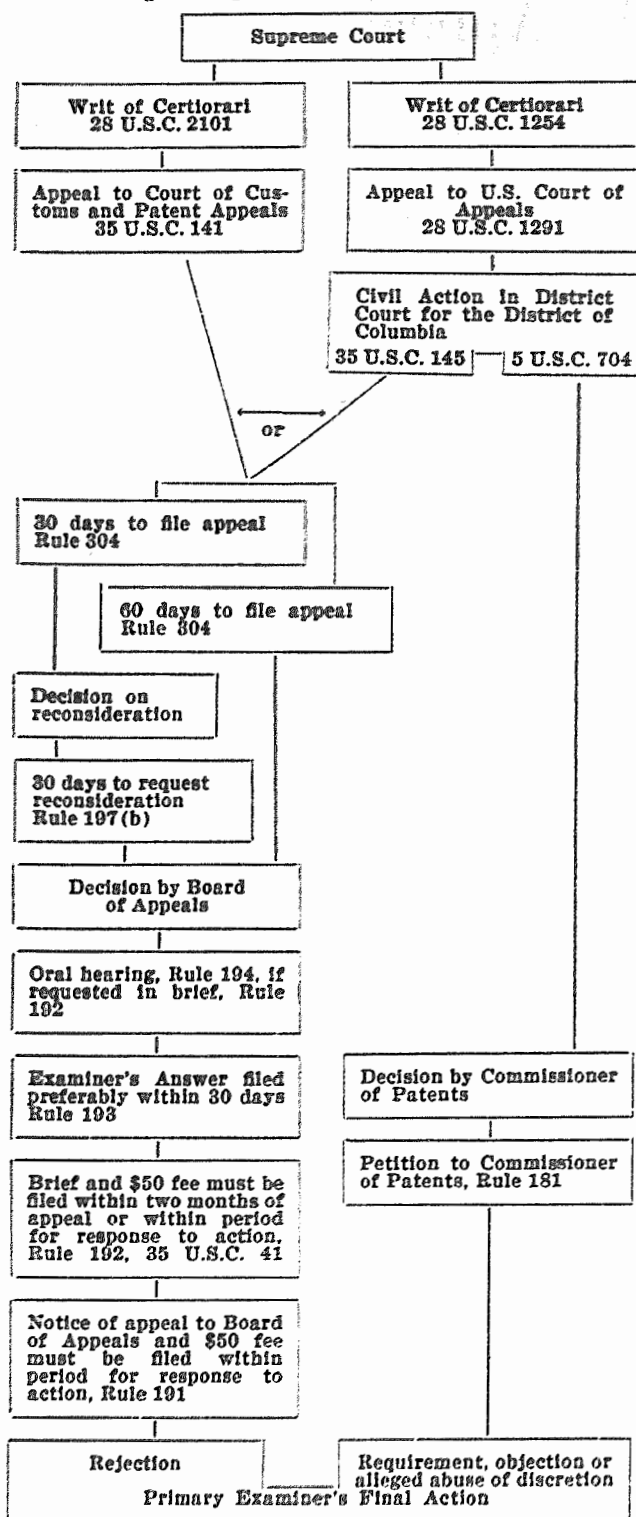 Supreme Court
Writ of Certiorari
28 U.S.C. 2101
Writ of Certiorari
28 U.S.C. 1254
Appeal to Court of Cus-
toms and Patent Appeals
35 U.S.C. 141
Appeal to U.S. Court of
Appeals
28 U.S.C. 1291
Civil Action in District
Court for the District of
Columbia
35 U.S.C. 145
5 U.S.C. 704
or
30 days to file appeal
Rule 304
60 days to file appeal
Rule 304
Decision on
reconsideration
30 days to request
reconsideration
Rule 197(b)
Decision by Board
of Appeals
Oral hearing, Rule 194, if
requested in brief, Rule
192
Examiner's Answer filed
preferably within 30 days
Rule 193
Decision by Commissioner
of Patents
Petition to Commissioner
of Patents, Rule 181
Brief and $50 fee must be
filed within two months of
appeal or within period
for response to action,
Rule 192, 35 U.S.C. 41
Notice of appeal to Board
of Appeals and $50 fee
must be filed within
period for response to
action, Rule 191
Rejection
Requirement, objection or
alleged abuse of discretion
Primary Examiner's Final Action